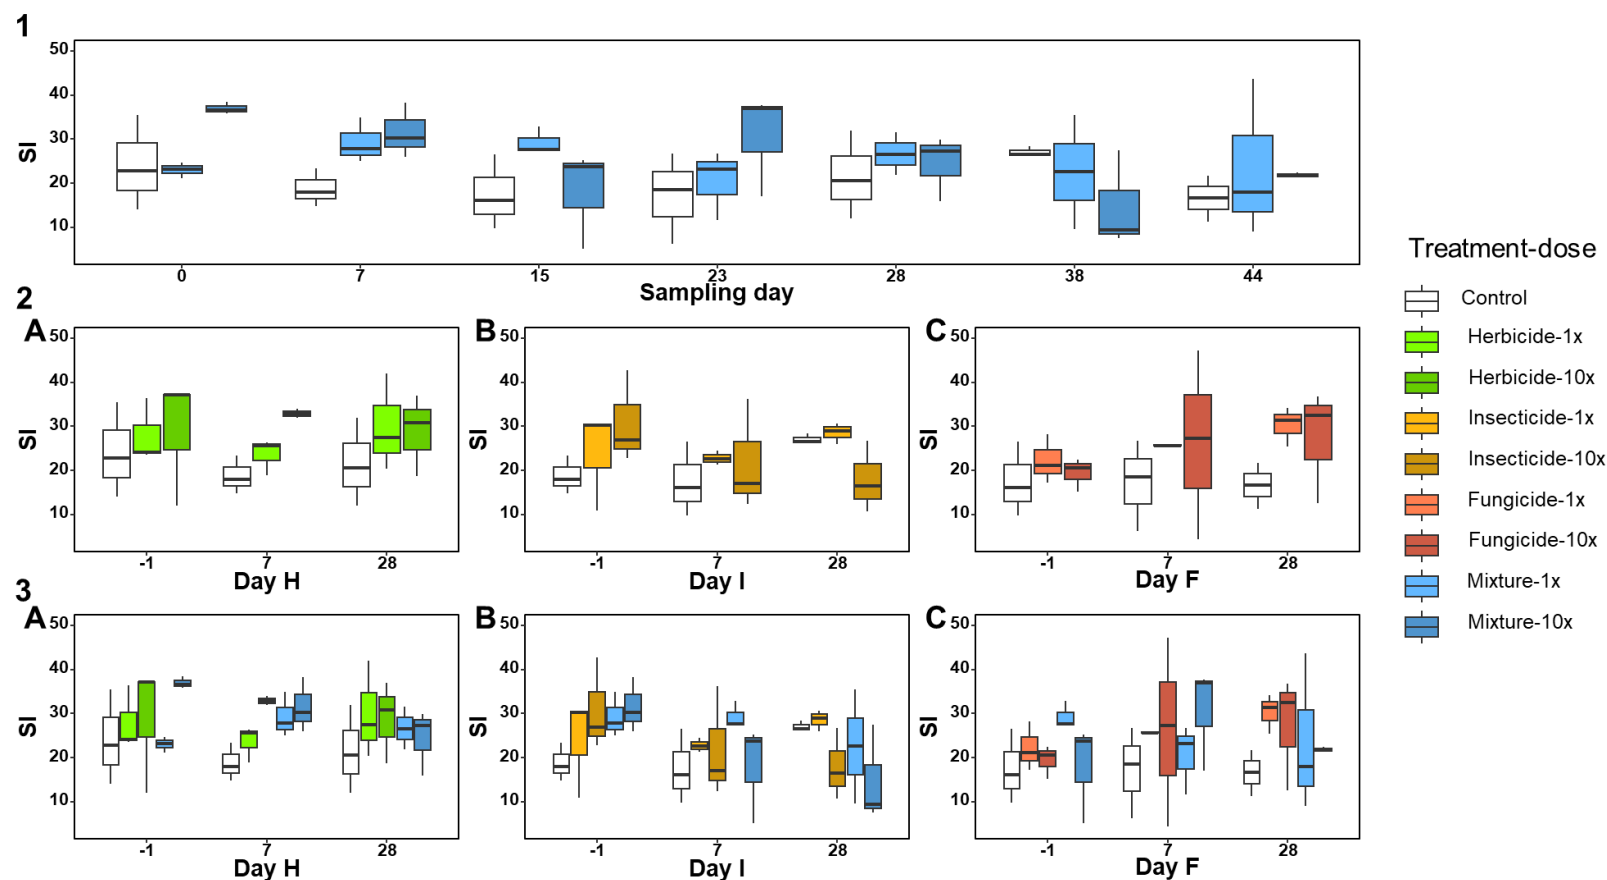 1
50
40
30
20
10
SI
0 7 15 23 28 38 44
Sampling day
2
A
50
40
30
20
10
SI
-1 7 28
Day H
B
50
40
30
20
10
SI
-1 7 28
Day I
C
50
40
30
20
10
SI
-1 7 28
Day F
3
A
50
40
30
20
10
SI
-1 7 28
Day H
B
50
40
30
20
10
SI
-1 7 28
Day I
C
50
40
30
20
10
SI
-1 7 28
Day F
Treatment-dose
Control
Herbicide-1x
Herbicide-10x
Insecticide-1x
Insecticide-10x
Fungicide-1x
Fungicide-10x
Mixture-1x
Mixture-10x